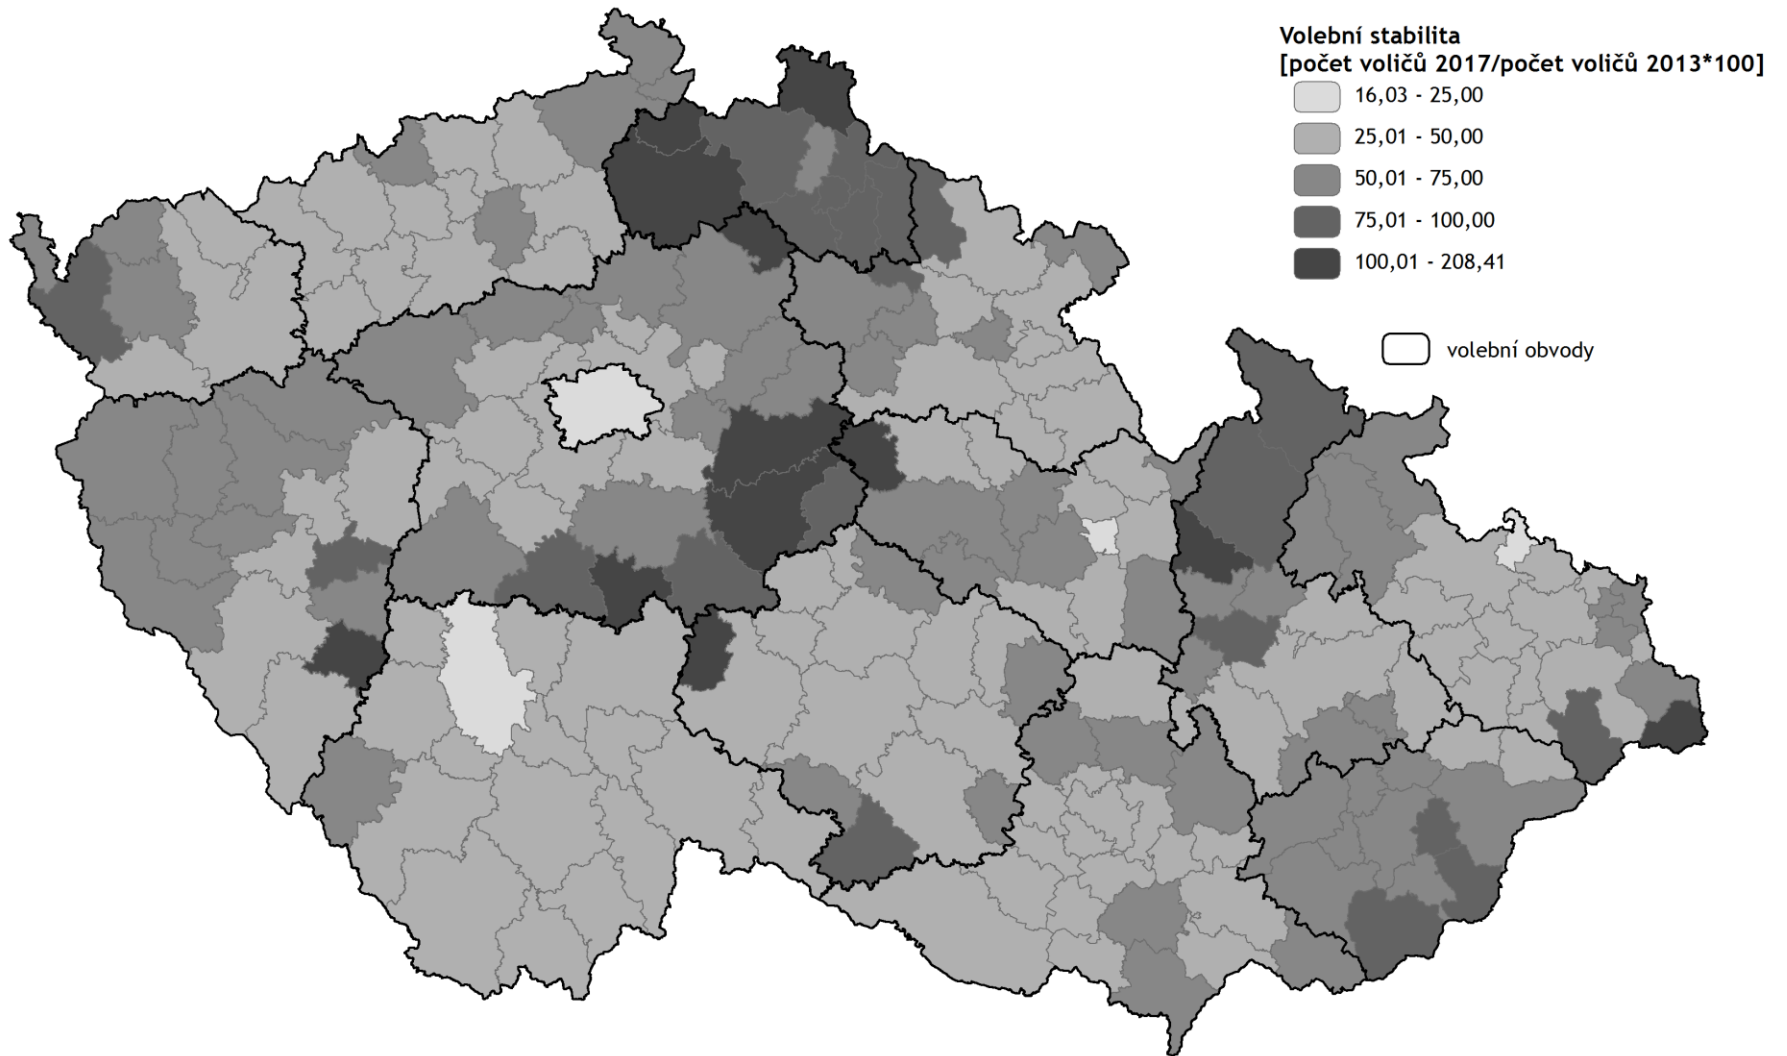 Volební stabilita
[počet voličů 2017/počet voličů 2013*100]
16,03 - 25,00
25,01 - 50,00
50,01 - 75,00
75,01 - 100,00
100,01 - 208,41
volební obvody